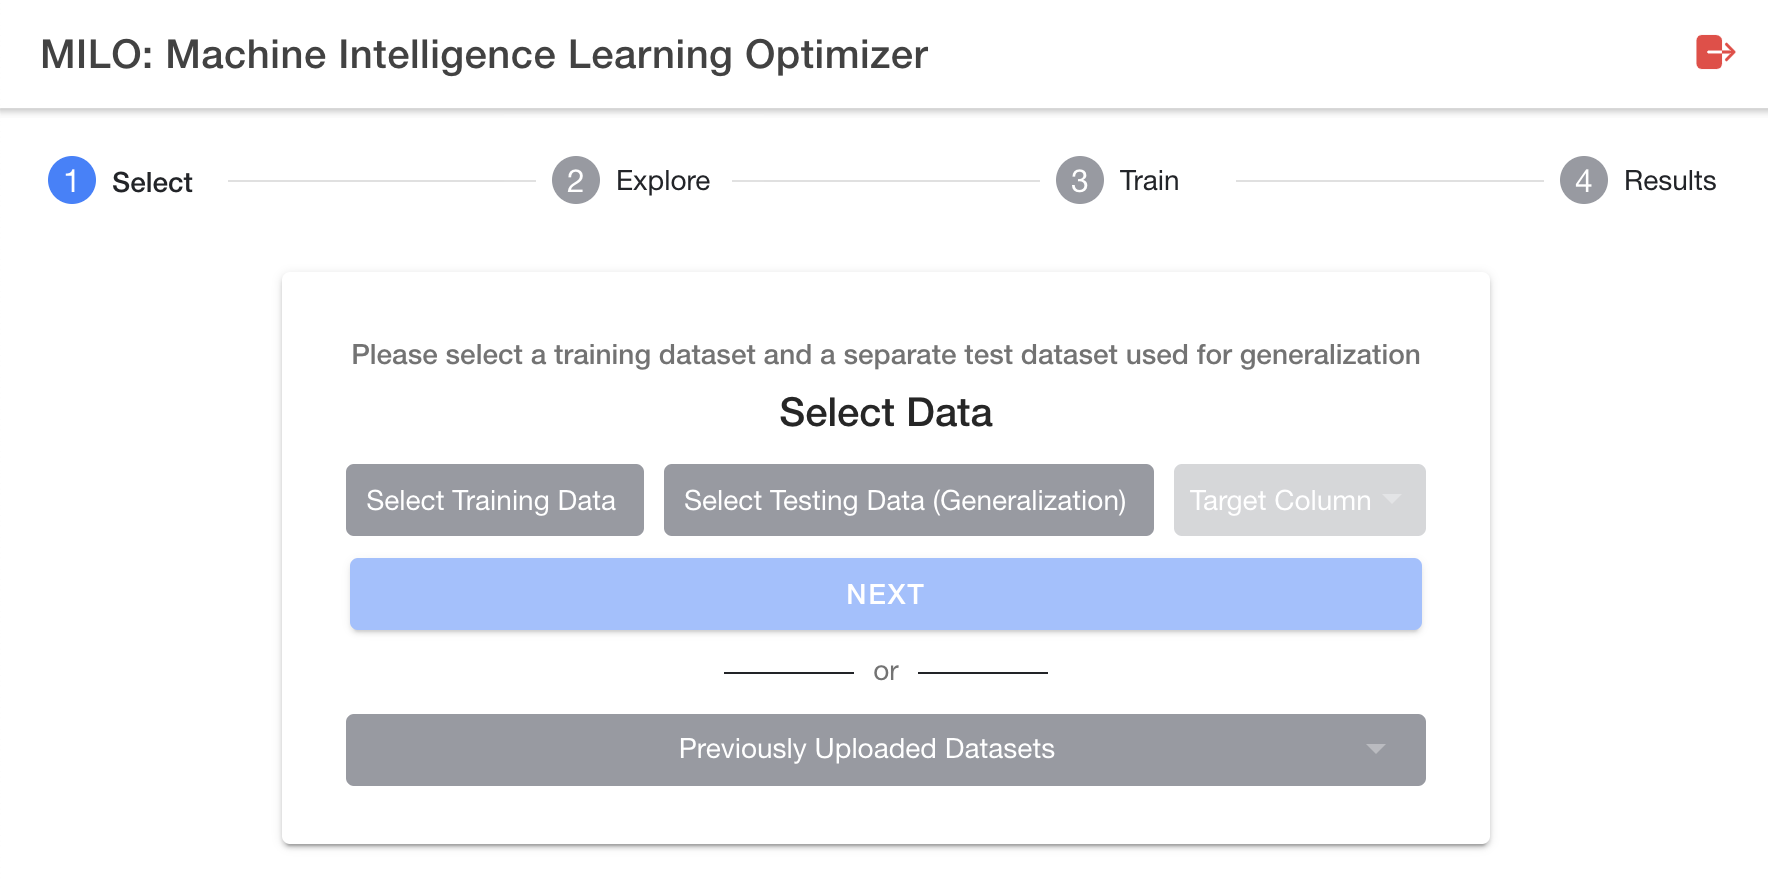 MILO: Machine Intelligence Learning Optimizer
1 Select 2 Explore 3 Train 4 Results
Please select a training dataset and a separate test dataset used for generalization
Select Data
Select Training Data Select Testing Data (Generalization) Target Column
NEXT
or
Previously Uploaded Datasets